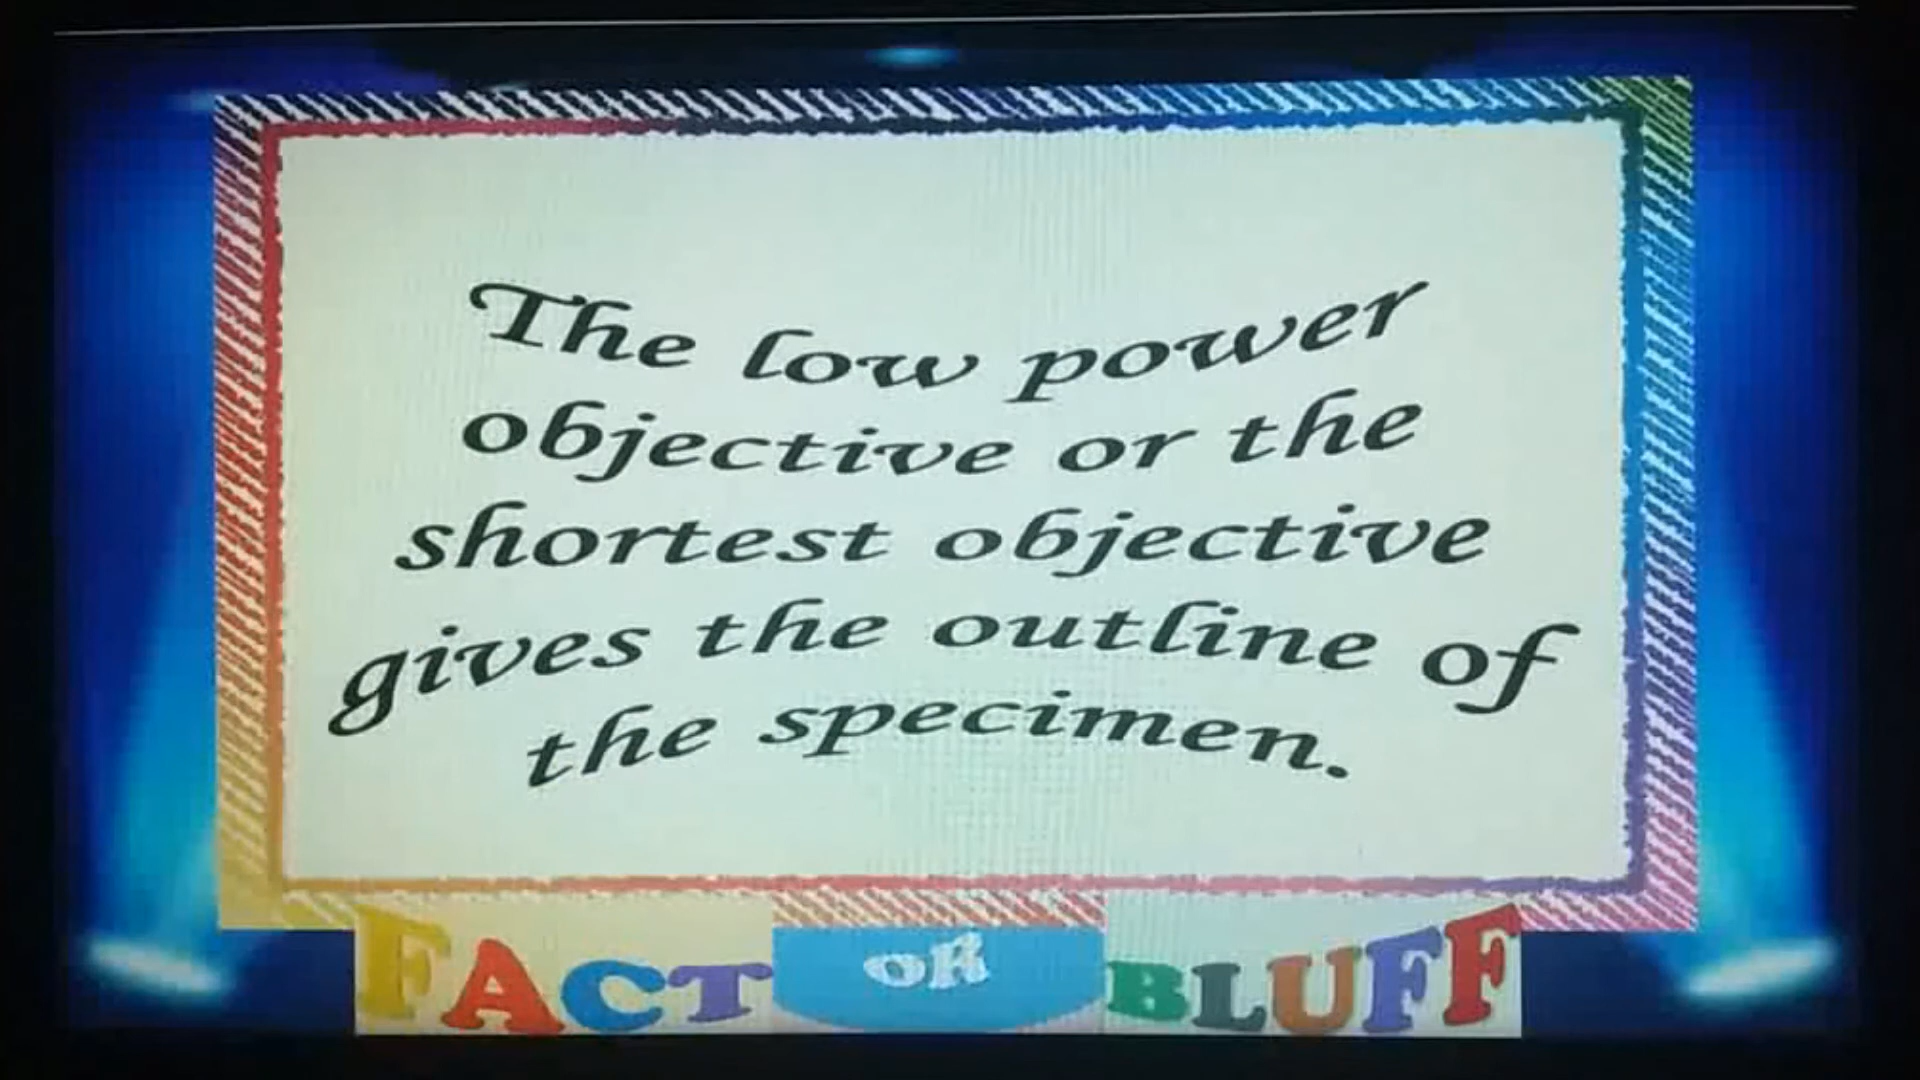 The low power
objective or the
shortest objective
gives the outline of
the specimen.
FACT OR BLUFF